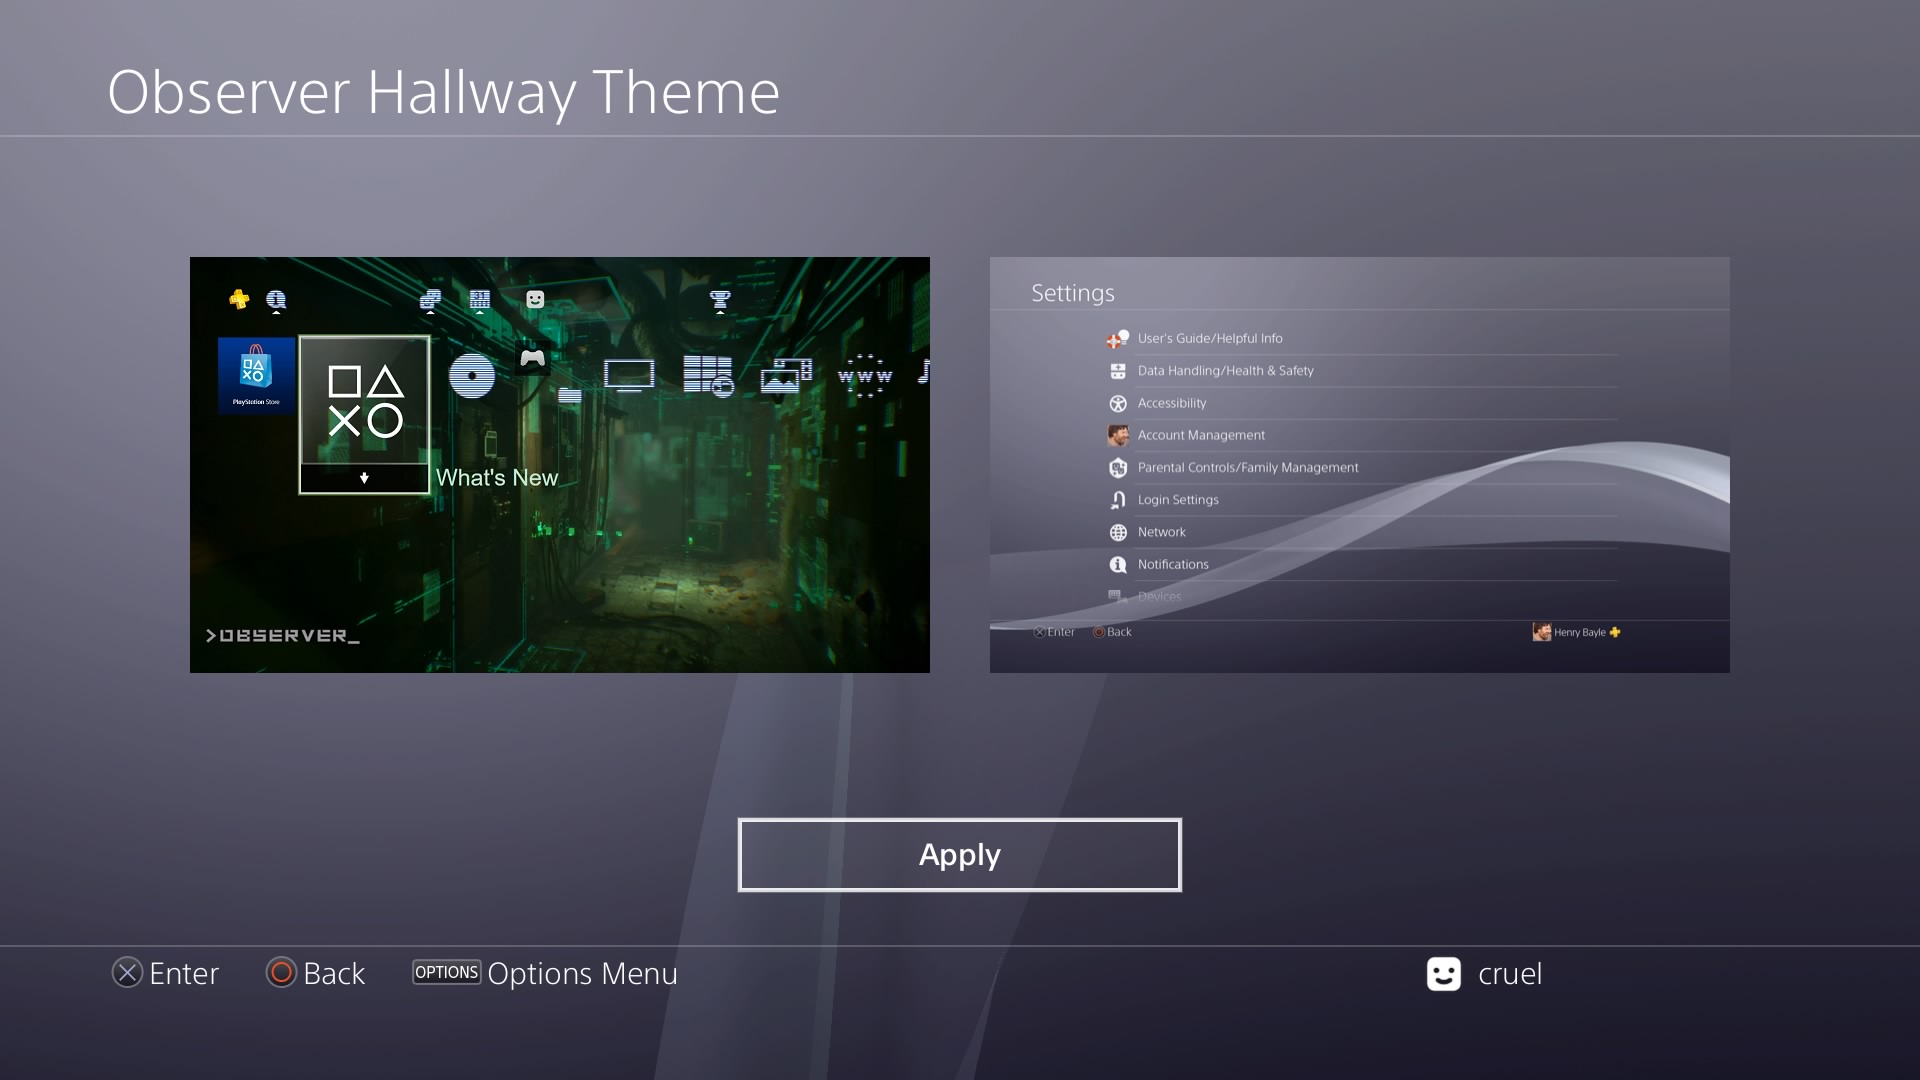 Observer Hallway Theme
PlayStation Store
What's New
www
>OBSERVER_
Settings
User's Guide/Helpful Info
Data Handling/Health & Safety
Accessibility
Account Management
Parental Controls/Family Management
Login Settings
Network
Notifications
Devices
Enter Back Henry Bayle
Apply
Enter Back OPTIONS Options Menu cruel